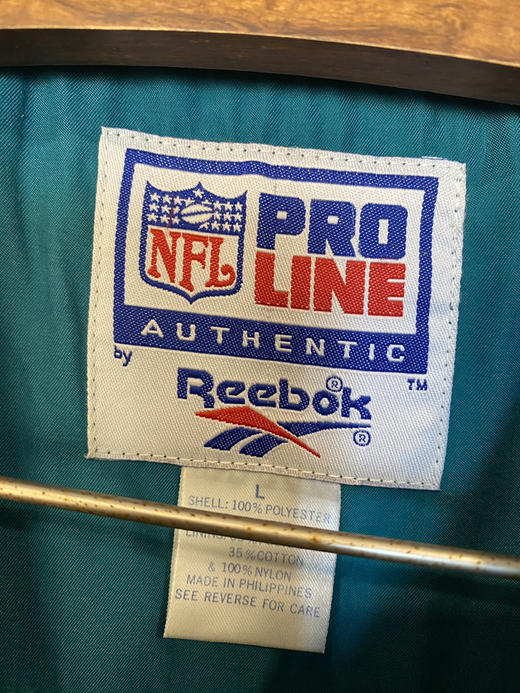 NFL
PRO
LINE
AUTHENTIC
by
TM
Reebok®
®
L
SHELL: 100% POLYESTER
35% COTTON
& 100% NYLON
MADE IN PHILIPPINES
SEE REVERSE FOR CARE